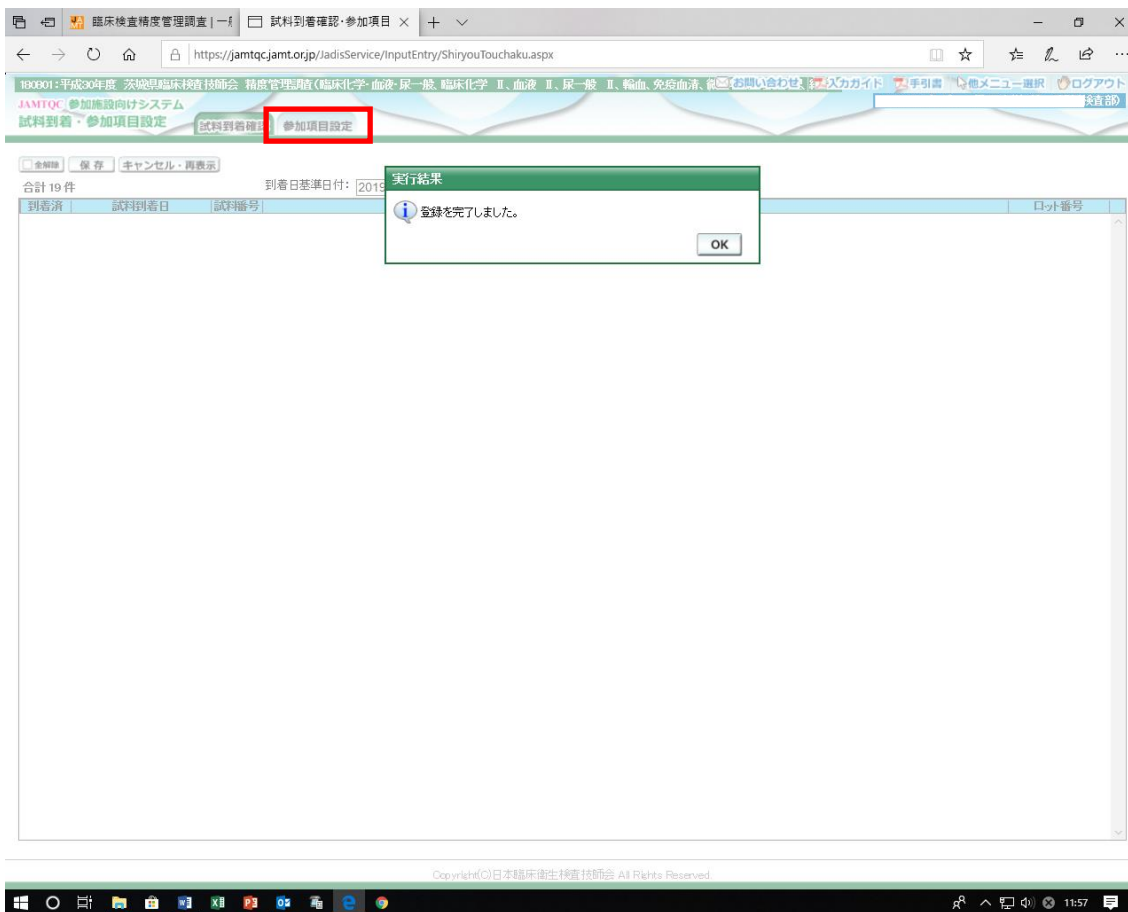 臨床検査精度管理調査 | 一般
試料到着確認・参加項目
https://jamtqc.jamt.or.jp/JadisService/InputEntry/ShiryouTouchaku.aspx
180801:平成30年度 茨城県臨床検査技師会 精度管理調査(臨床化学・血液・尿一般、臨床化学 Ⅱ、血液 Ⅱ、尿一般 Ⅱ、輸血、免疫血清、
お問い合わせ 入力ガイド 手引書 他メニュー選択 ログアウト
JAMTQC 参加施設向けシステム
検査部)
試料到着・参加項目設定 試料到着確認 参加項目設定
全解除 保存 キャンセル・再表示
合計 19 件 到着日基準日付: 2019
到着済 試料到着日 試料番号 ロット番号
実行結果
登録を完了しました。
OK
Copyright(C)日本臨床衛生検査技師会 All Rights Reserved.
11:57